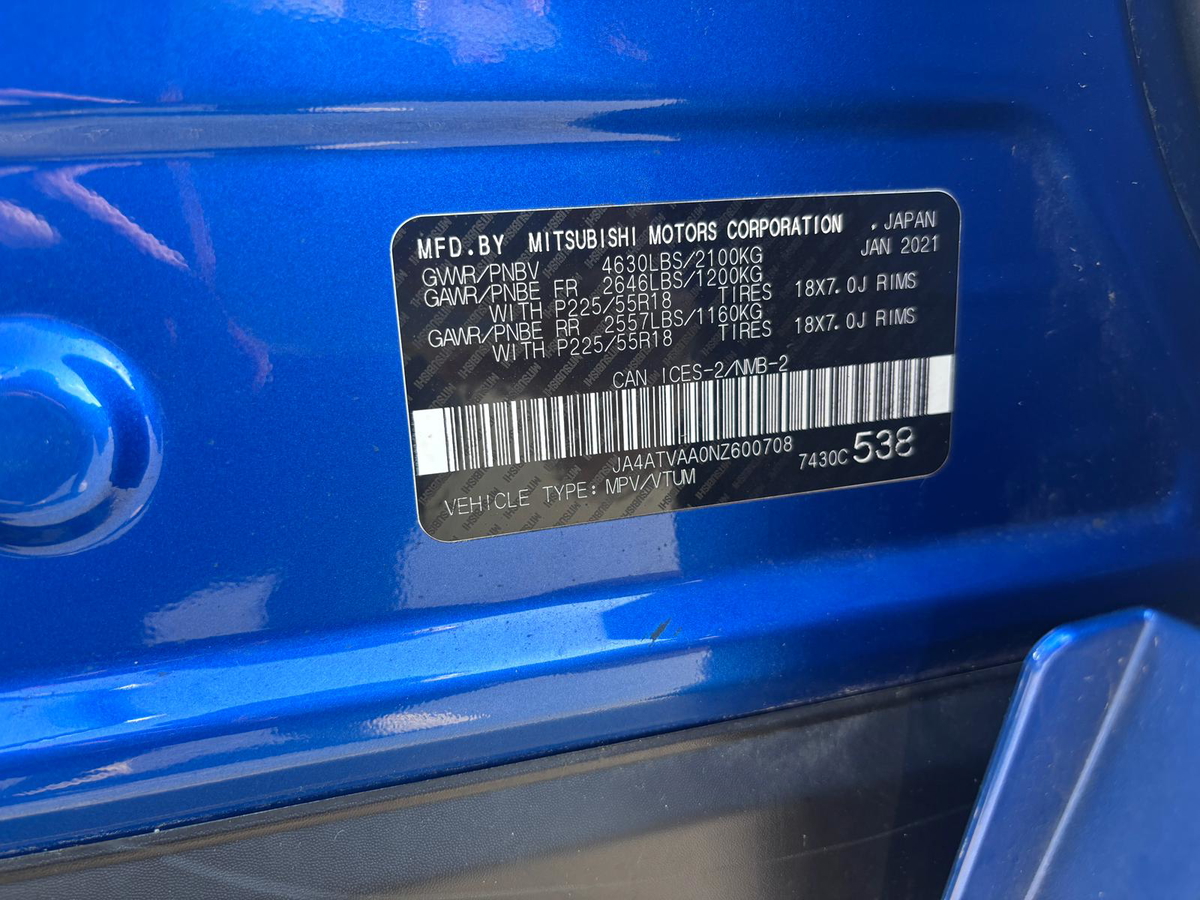 MFD.BY MITSUBISHI MOTORS CORPORATION . JAPAN
JAN 2021
GVWR/PNBV 4630LBS/2100KG
GAWR/PNBE FR 2646LBS/1200KG
WITH P225/55R18 TIRES 18X7.0J RIMS
GAWR/PNBE RR 2557LBS/1160KG
WITH P225/55R18 TIRES 18X7.0J RIMS
CAN ICES-2/NMB-2
JA4ATVAA0NZ600708
7430C 538
VEHICLE TYPE: MPV/VTUM